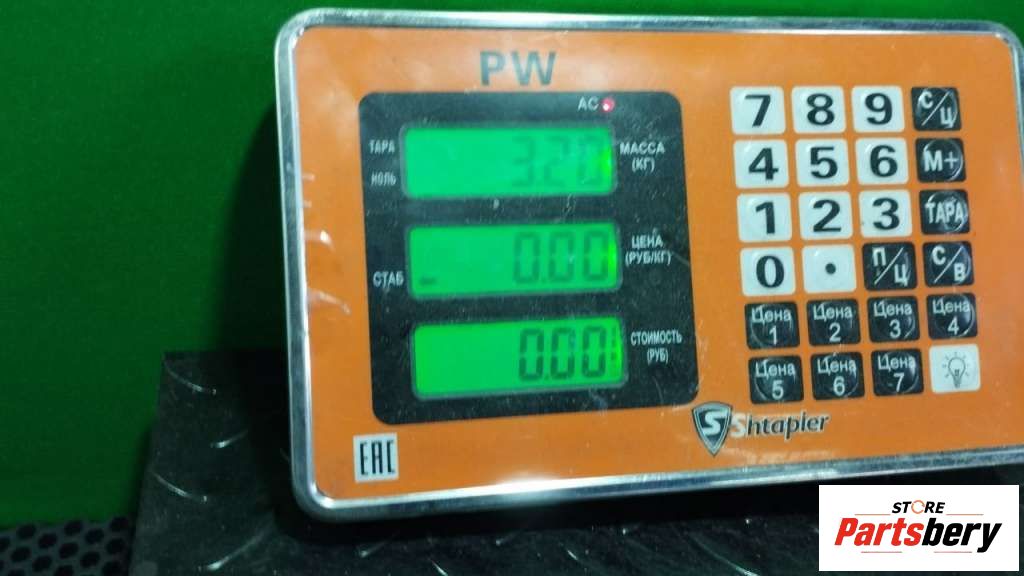 PW
AC
ТАРА
НОЛЬ
3.20
МАССА
(КГ)
СТАБ
0.00
ЦЕНА
(РУБ/КГ)
0.00
СТОИМОСТЬ
(РУБ)
7 8 9 С/Ц
4 5 6 М+
1 2 3 ТАРА
0 . П/Ц С/В
Цена 1 Цена 2 Цена 3 Цена 4
Цена 5 Цена 6 Цена 7
S Shtapler
EAC
STORE
Partsbery